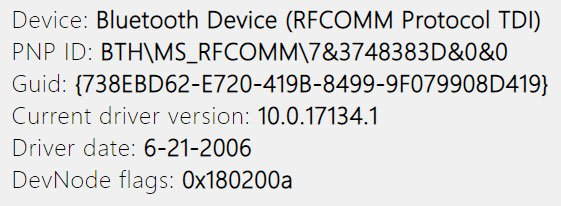 Device: Bluetooth Device (RFCOMM Protocol TDI)
PNP ID: BTH\MS_RFCOMM\7&3748383D&0&0
Guid: {738EBD62-E720-419B-8499-9F079908D419}
Current driver version: 10.0.17134.1
Driver date: 6-21-2006
DevNode flags: 0x180200a